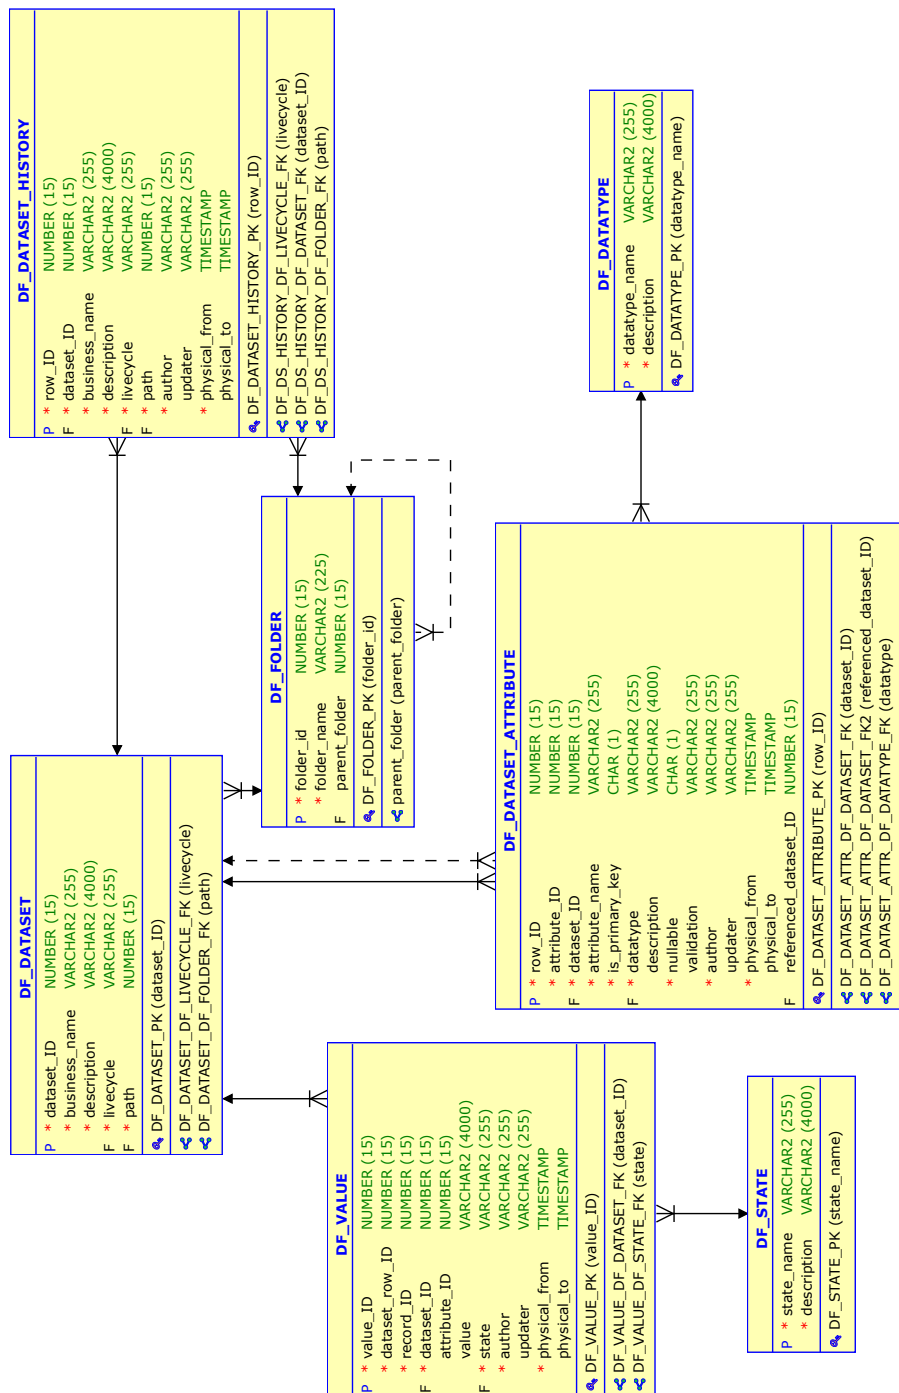 DF_DATASET
P * dataset_ID NUMBER (15)
* business_name VARCHAR2 (255)
* description VARCHAR2 (4000)
F * livecycle VARCHAR2 (255)
F * path NUMBER (15)
DF_DATASET_PK (dataset_ID)
DF_DATASET_DF_LIVECYCLE_FK (livecycle)
DF_DATASET_DF_FOLDER_FK (path)
DF_DATASET_HISTORY
P * row_ID NUMBER (15)
F * dataset_ID NUMBER (15)
* business_name VARCHAR2 (255)
* description VARCHAR2 (4000)
F * livecycle VARCHAR2 (255)
F * path NUMBER (15)
* author VARCHAR2 (255)
updater VARCHAR2 (255)
* physical_from TIMESTAMP
physical_to TIMESTAMP
DF_DATASET_HISTORY_PK (row_ID)
DF_DS_HISTORY_DF_LIVECYCLE_FK (livecycle)
DF_DS_HISTORY_DF_DATASET_FK (dataset_ID)
DF_DS_HISTORY_DF_FOLDER_FK (path)
DF_FOLDER
P * folder_id NUMBER (15)
* folder_name VARCHAR2 (225)
F parent_folder NUMBER (15)
DF_FOLDER_PK (folder_id)
parent_folder (parent_folder)
DF_VALUE
P * value_ID NUMBER (15)
* dataset_row_ID NUMBER (15)
* record_ID NUMBER (15)
F * dataset_ID NUMBER (15)
attribute_ID NUMBER (15)
value VARCHAR2 (4000)
F * state VARCHAR2 (255)
* author VARCHAR2 (255)
updater VARCHAR2 (255)
* physical_from TIMESTAMP
physical_to TIMESTAMP
DF_VALUE_PK (value_ID)
DF_VALUE_DF_DATASET_FK (dataset_ID)
DF_VALUE_DF_STATE_FK (state)
DF_DATASET_ATTRIBUTE
P * row_ID NUMBER (15)
* attribute_ID NUMBER (15)
F * dataset_ID NUMBER (15)
* attribute_name VARCHAR2 (255)
* is_primary_key CHAR (1)
F * datatype VARCHAR2 (255)
description VARCHAR2 (4000)
* nullable CHAR (1)
validation VARCHAR2 (255)
* author VARCHAR2 (255)
updater VARCHAR2 (255)
* physical_from TIMESTAMP
physical_to TIMESTAMP
F referenced_dataset_ID NUMBER (15)
DF_DATASET_ATTRIBUTE_PK (row_ID)
DF_DATASET_ATTR_DF_DATASET_FK (dataset_ID)
DF_DATASET_ATTR_DF_DATASET_FK2 (referenced_dataset_ID)
DF_DATASET_ATTR_DF_DATATYPE_FK (datatype)
DF_DATATYPE
P * datatype_name VARCHAR2 (255)
* description VARCHAR2 (4000)
DF_DATATYPE_PK (datatype_name)
DF_STATE
P * state_name VARCHAR2 (255)
* description VARCHAR2 (4000)
DF_STATE_PK (state_name)